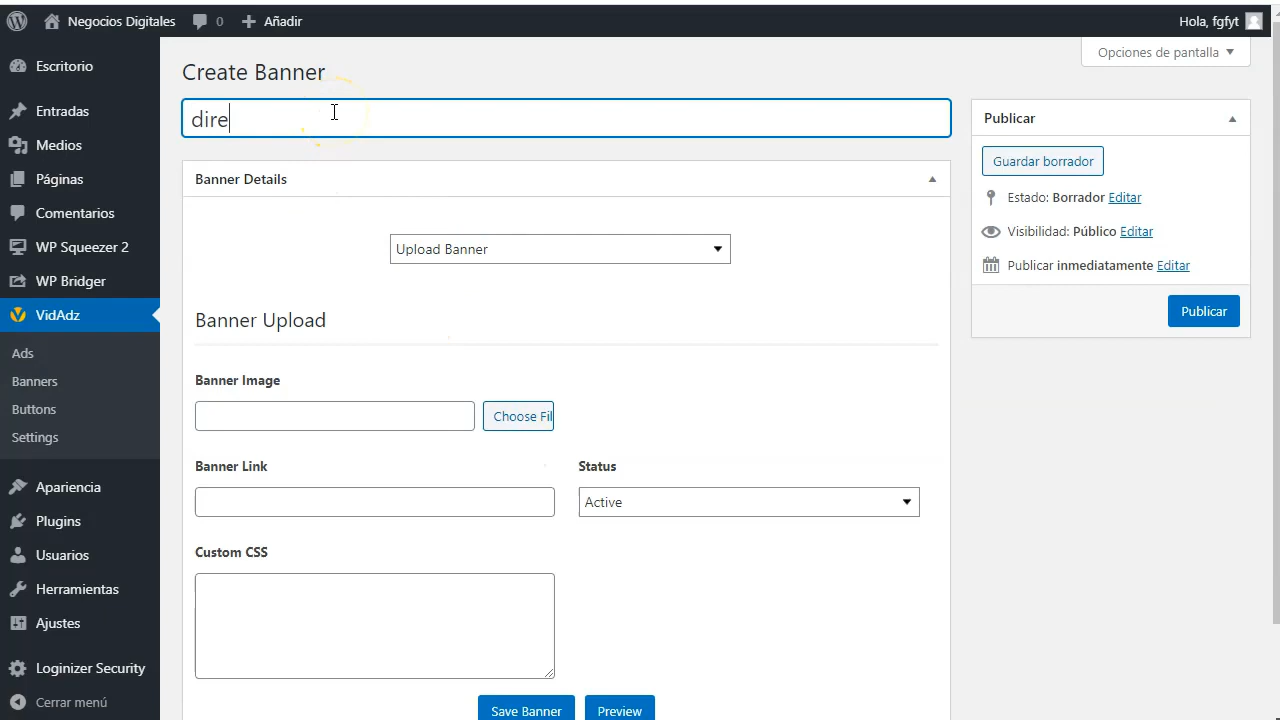 Negocios Digitales
0
Añadir
Hola, fgfyt
Opciones de pantalla
Escritorio
Entradas
Medios
Páginas
Comentarios
WP Squeezer 2
WP Bridger
VidAdz
Ads
Banners
Buttons
Settings
Apariencia
Plugins
Usuarios
Herramientas
Ajustes
Loginizer Security
Cerrar menú
Create Banner
dire
Banner Details
Upload Banner
Banner Upload
Banner Image
Choose Fil
Banner Link
Status
Active
Custom CSS
Save Banner
Preview
Publicar
Guardar borrador
Estado: Borrador Editar
Visibilidad: Público Editar
Publicar inmediatamente Editar
Publicar